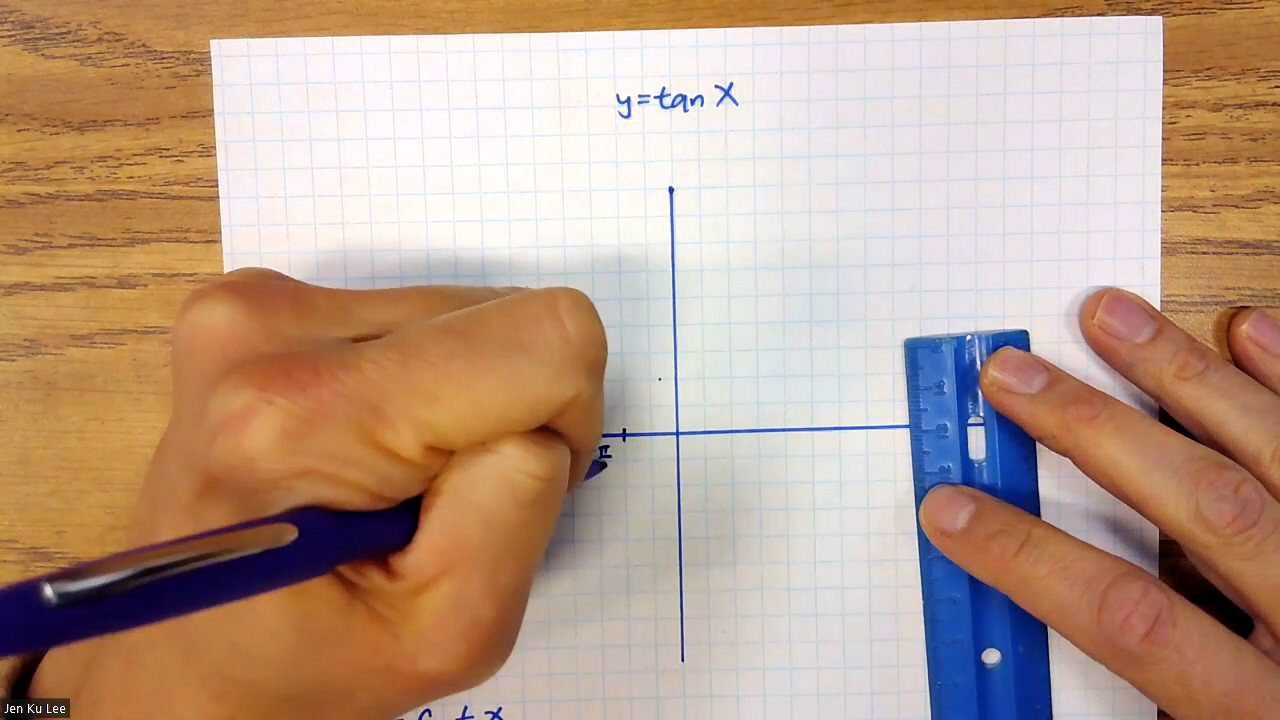 y=tan x
π
Jen Ku Lee